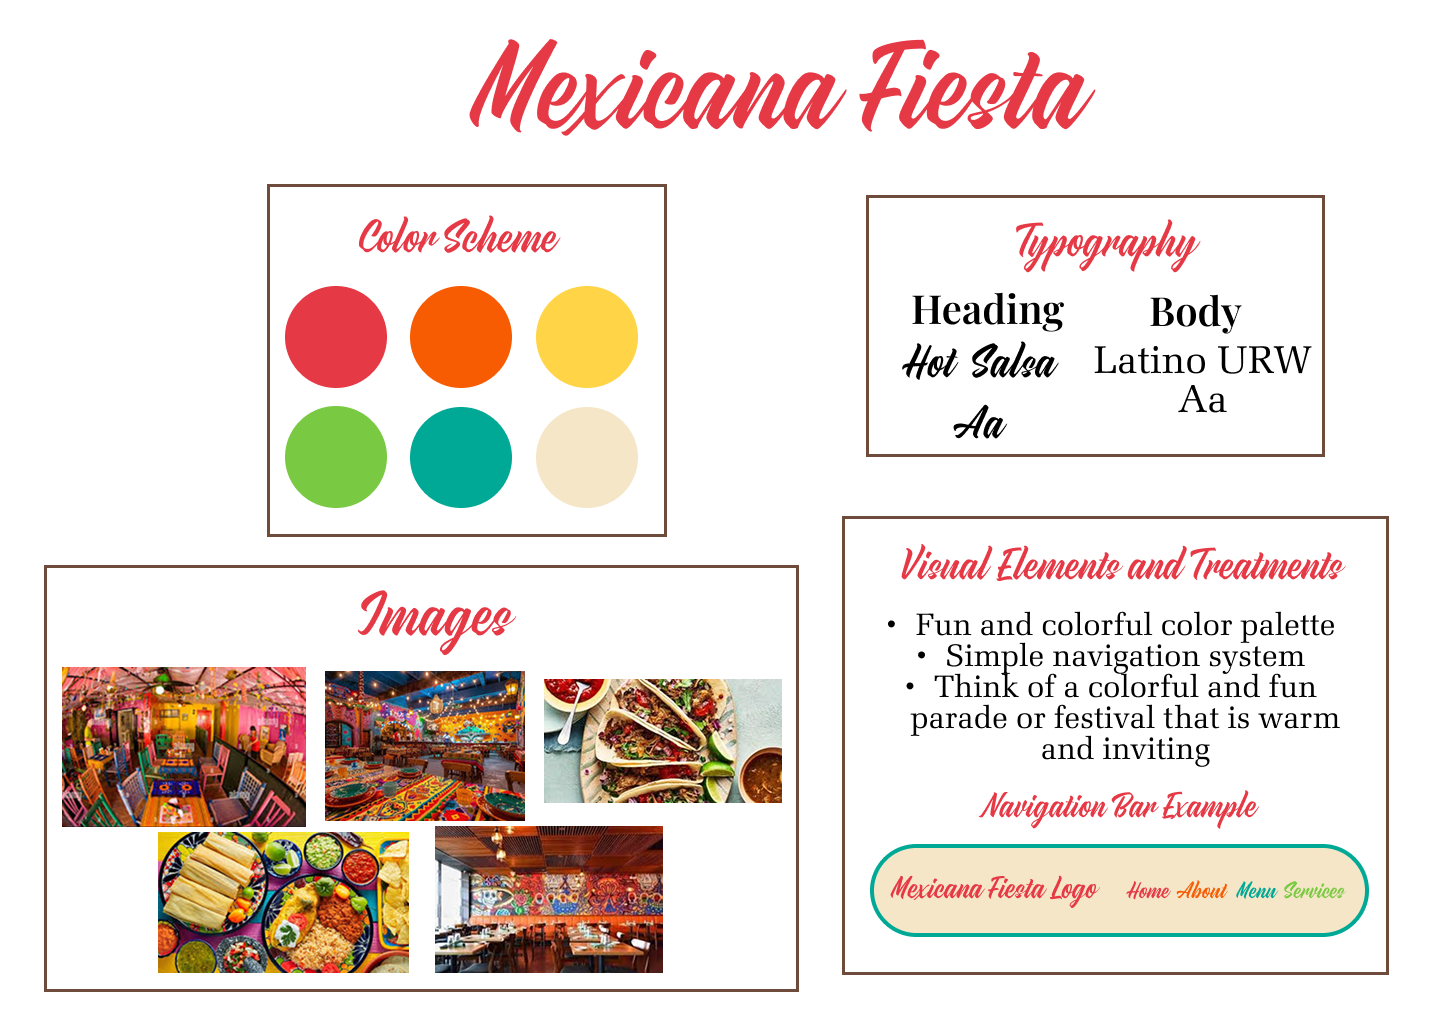 Mexicana Fiesta
Color Scheme
Typography
Heading
Hot Salsa
Aa
Body
Latino URW
Aa
Images
Visual Elements and Treatments
• Fun and colorful color palette
• Simple navigation system
• Think of a colorful and fun
parade or festival that is warm
and inviting
Navigation Bar Example
Mexicana Fiesta Logo Home About Menu Services